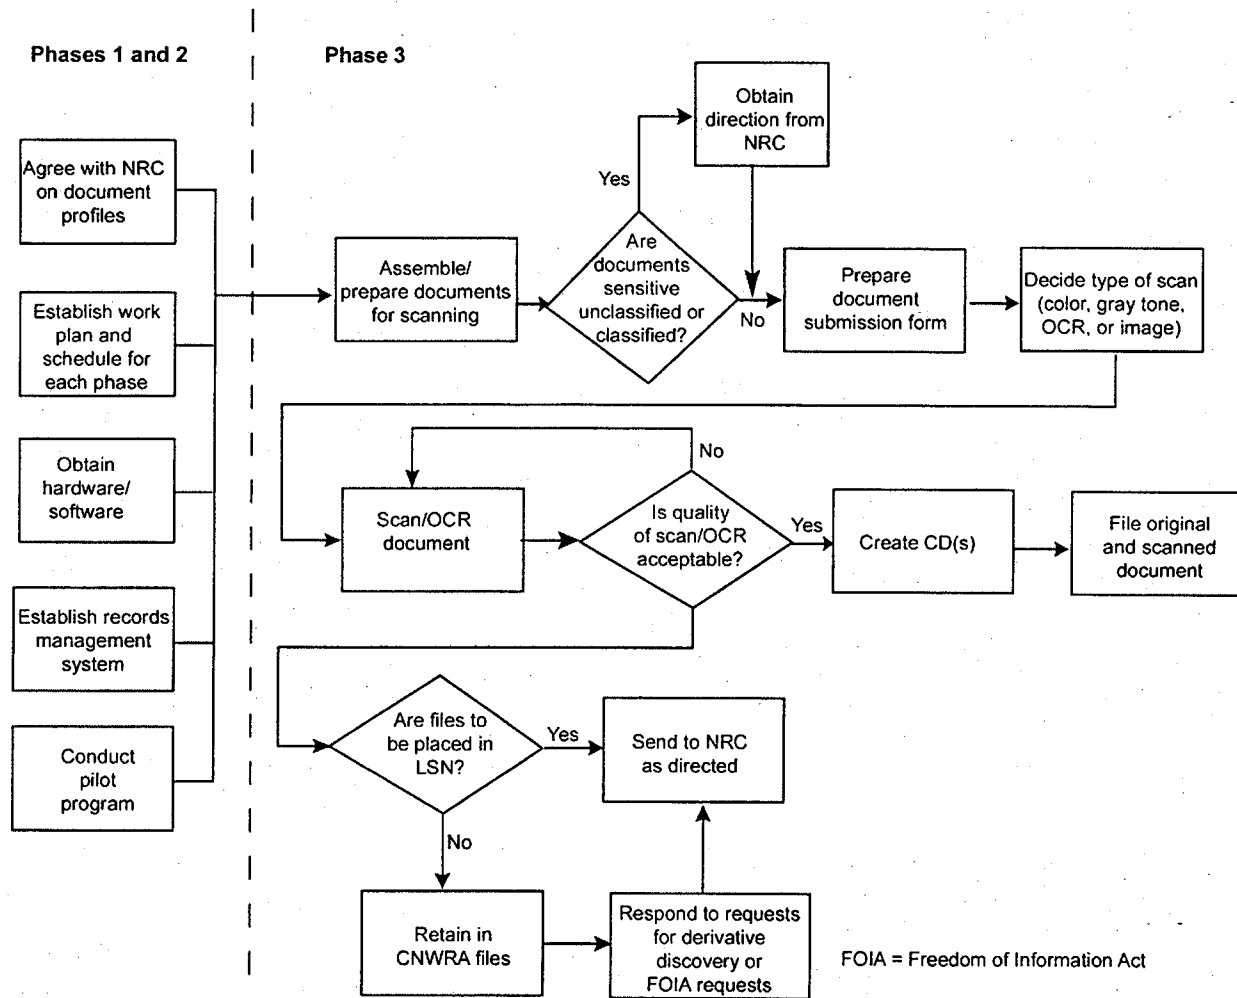 Phases 1 and 2
Agree with NRC
on document
profiles
Establish work
plan and
schedule for
each phase
Obtain
hardware/
software
Establish records
management
system
Conduct
pilot
program
Phase 3
Assemble/
prepare documents
for scanning
Are
documents
sensitive
unclassified or
classified?
Yes
Obtain
direction from
NRC
No
Prepare
document
submission form
Decide type of scan
(color, gray tone,
OCR, or image)
Scan/OCR
document
No
Is quality
of scan/OCR
acceptable?
Yes
Create CD(s)
File original
and scanned
document
Are files to
be placed in
LSN?
Yes
Send to NRC
as directed
No
Retain in
CNWRA files
Respond to requests
for derivative
discovery or
FOIA requests
FOIA = Freedom of Information Act